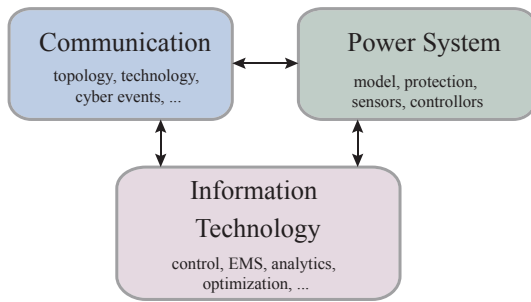 Communication
topology, technology,
cyber events, ...
Power System
model, protection,
sensors, controllors
Information
Technology
control, EMS, analytics,
optimization, ...